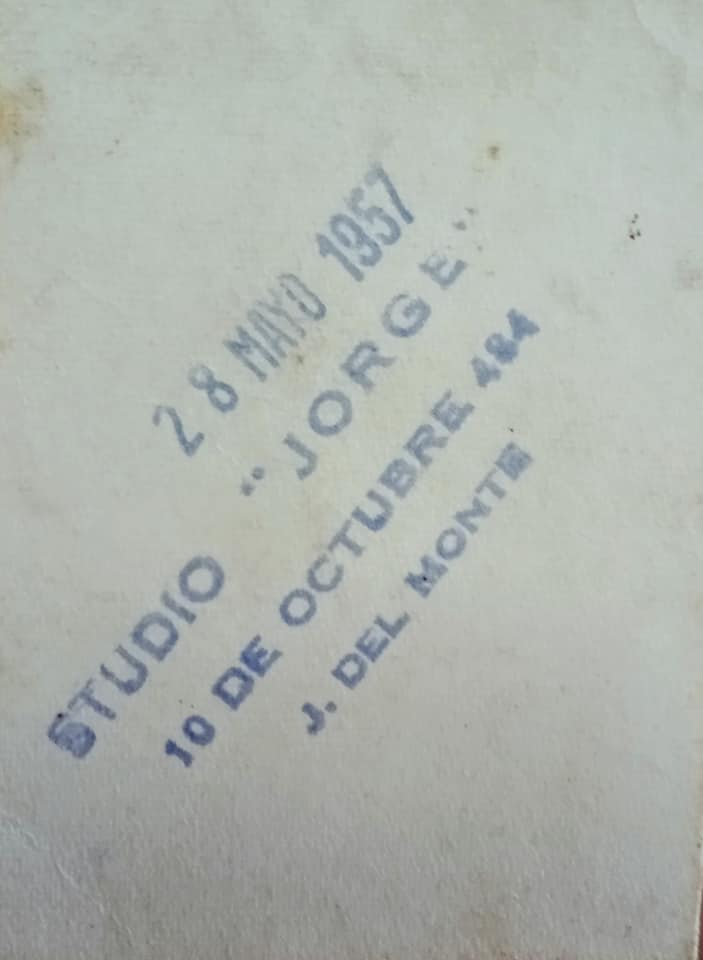 28 MAYO 1957
STUDIO "JORGE"
10 DE OCTUBRE 484
J. DEL MONTE